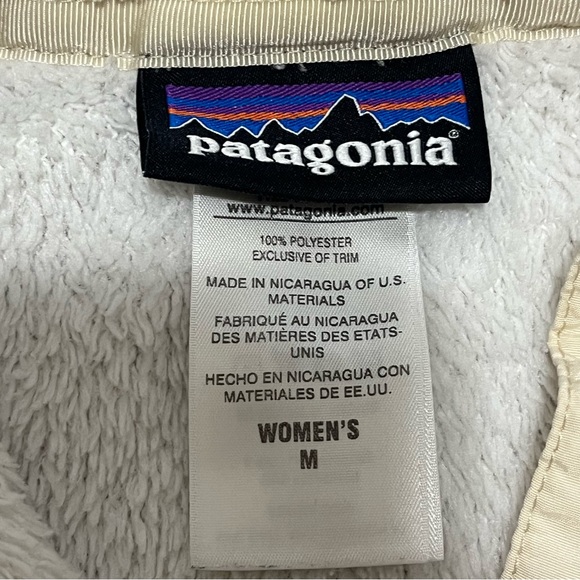 patagonia®
www.patagonia.com
100% POLYESTER
EXCLUSIVE OF TRIM
MADE IN NICARAGUA OF U.S.
MATERIALS
FABRIQUÉ AU NICARAGUA
DES MATIÈRES DES ETATS-
UNIS
HECHO EN NICARAGUA CON
MATERIALES DE EE.UU.
WOMEN'S
M